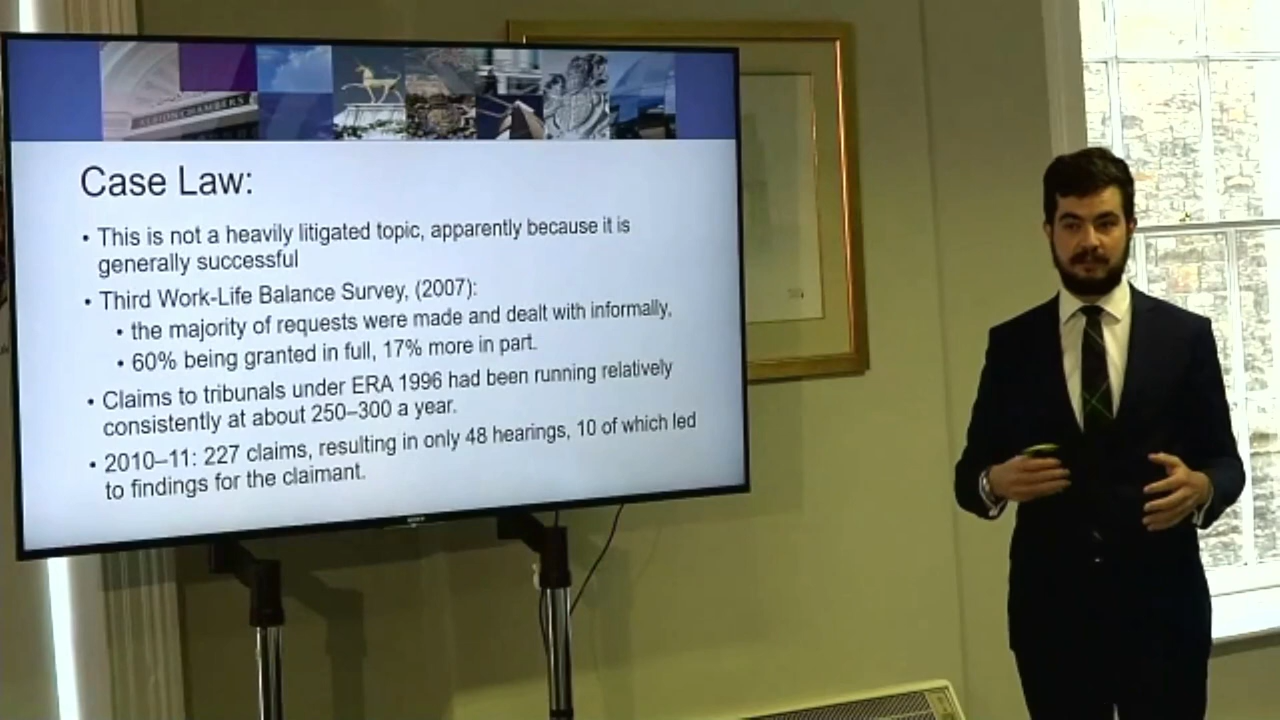 ALBION CHAMBERS
Case Law:
• This is not a heavily litigated topic, apparently because it is
generally successful
• Third Work-Life Balance Survey, (2007):
• the majority of requests were made and dealt with informally,
• 60% being granted in full, 17% more in part.
• Claims to tribunals under ERA 1996 had been running relatively
consistently at about 250–300 a year.
• 2010–11: 227 claims, resulting in only 48 hearings, 10 of which led
to findings for the claimant.
SONY